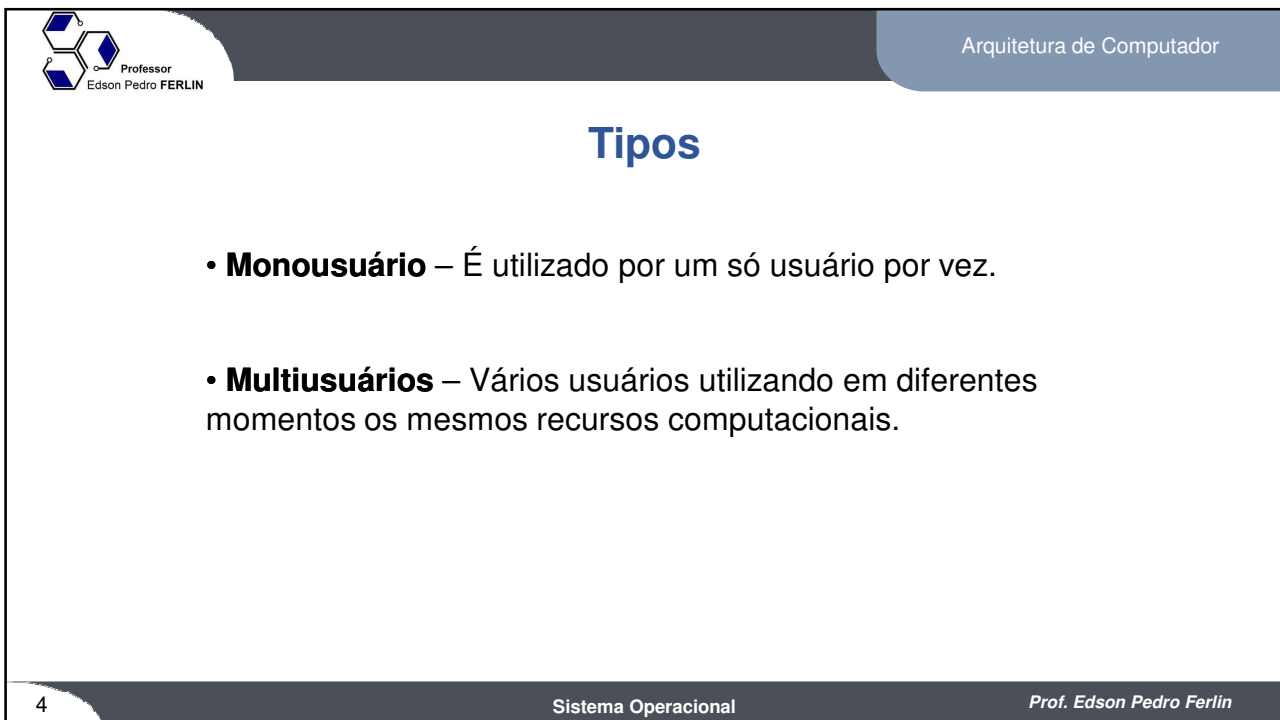 Professor
Edson Pedro FERLIN
Arquitetura de Computador
Tipos
• Monousuário – É utilizado por um só usuário por vez.
• Multiusuários – Vários usuários utilizando em diferentes
momentos os mesmos recursos computacionais.
4
Sistema Operacional
Prof. Edson Pedro Ferlin